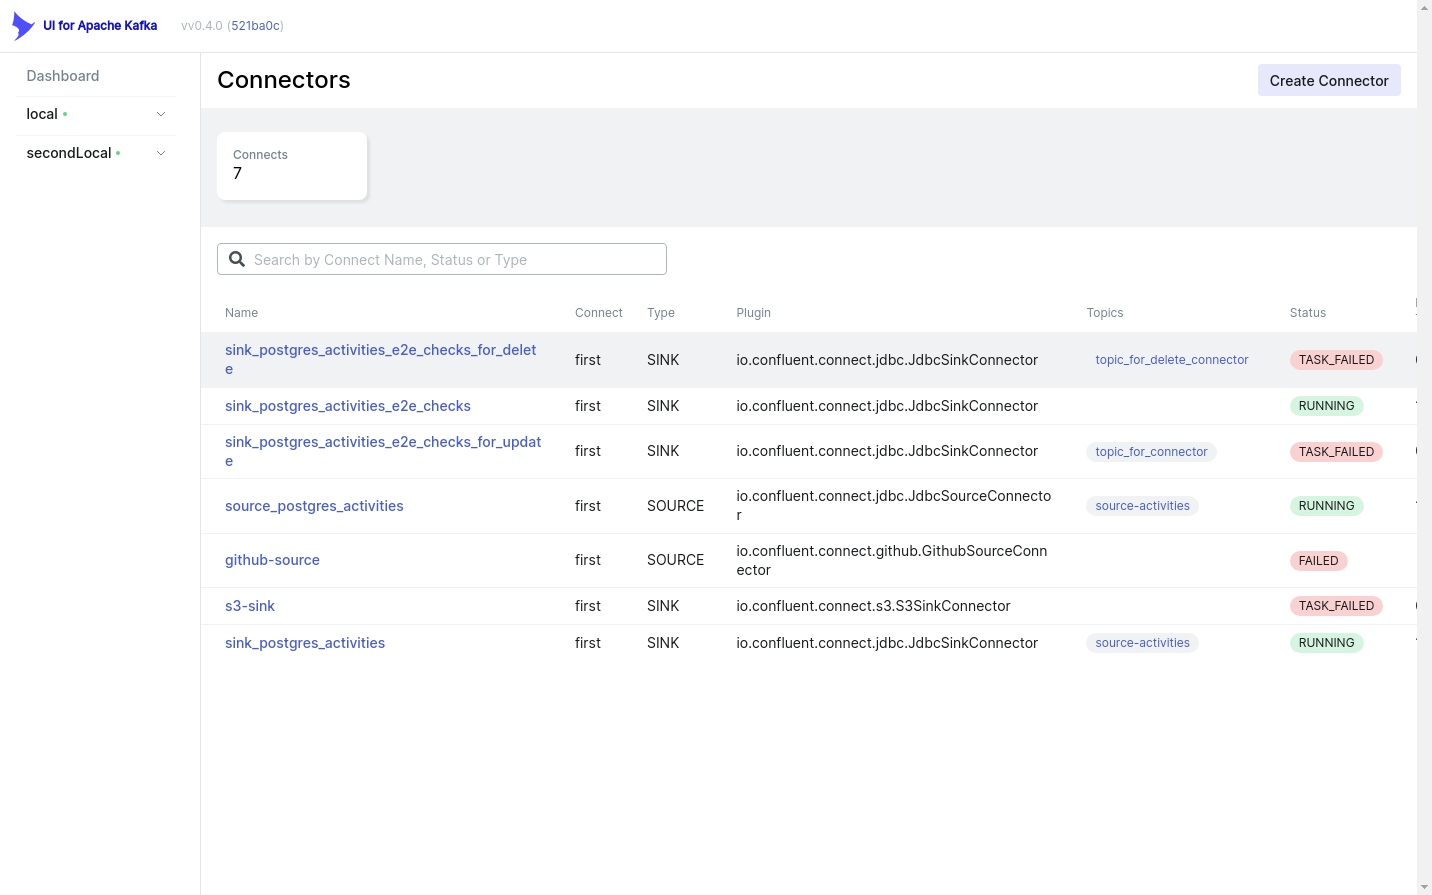 UI for Apache Kafka vv0.4.0 (521ba0c)
Dashboard
local
secondLocal
Connectors
Create Connector
Connects
7
Search by Connect Name, Status or Type
Name Connect Type Plugin Topics Status
sink_postgres_activities_e2e_checks_for_delet
e
first SINK io.confluent.connect.jdbc.JdbcSinkConnector topic_for_delete_connector TASK_FAILED
sink_postgres_activities_e2e_checks first SINK io.confluent.connect.jdbc.JdbcSinkConnector RUNNING
sink_postgres_activities_e2e_checks_for_updat
e
first SINK io.confluent.connect.jdbc.JdbcSinkConnector topic_for_connector TASK_FAILED
source_postgres_activities first SOURCE io.confluent.connect.jdbc.JdbcSourceConnecto
r
source-activities RUNNING
github-source first SOURCE io.confluent.connect.github.GithubSourceConn
ector
FAILED
s3-sink first SINK io.confluent.connect.s3.S3SinkConnector TASK_FAILED
sink_postgres_activities first SINK io.confluent.connect.jdbc.JdbcSinkConnector source-activities RUNNING